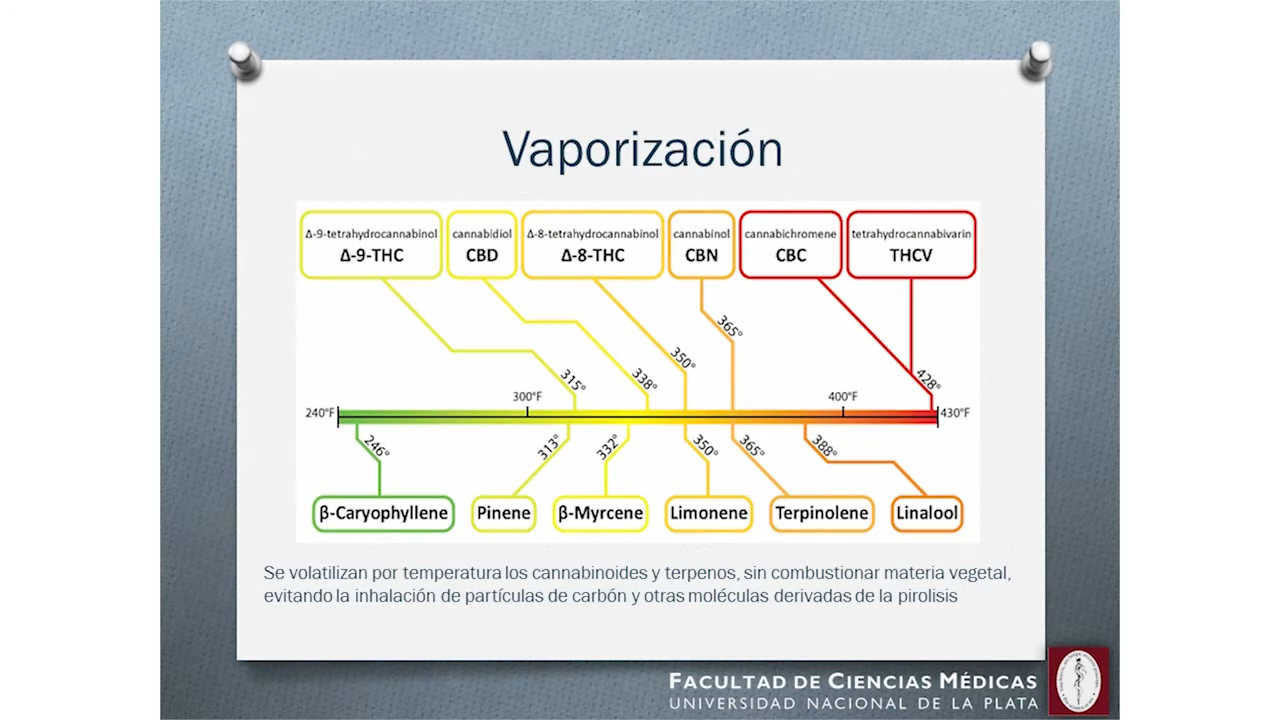 Vaporización
Δ-9-tetrahydrocannabinol
Δ-9-THC
cannabidiol
CBD
Δ-8-tetrahydrocannabinol
Δ-8-THC
cannabinol
CBN
cannabichromene
CBC
tetrahydrocannabivarin
THCV
315°
338°
350°
365°
428°
240°F
300°F
400°F
430°F
246°
313°
332°
350°
365°
388°
β-Caryophyllene
Pinene
β-Myrcene
Limonene
Terpinolene
Linalool
Se volatilizan por temperatura los cannabinoides y terpenos, sin combustionar materia vegetal,
evitando la inhalación de partículas de carbón y otras moléculas derivadas de la pirolisis
FACULTAD DE CIENCIAS MÉDICAS
UNIVERSIDAD NACIONAL DE LA PLATA